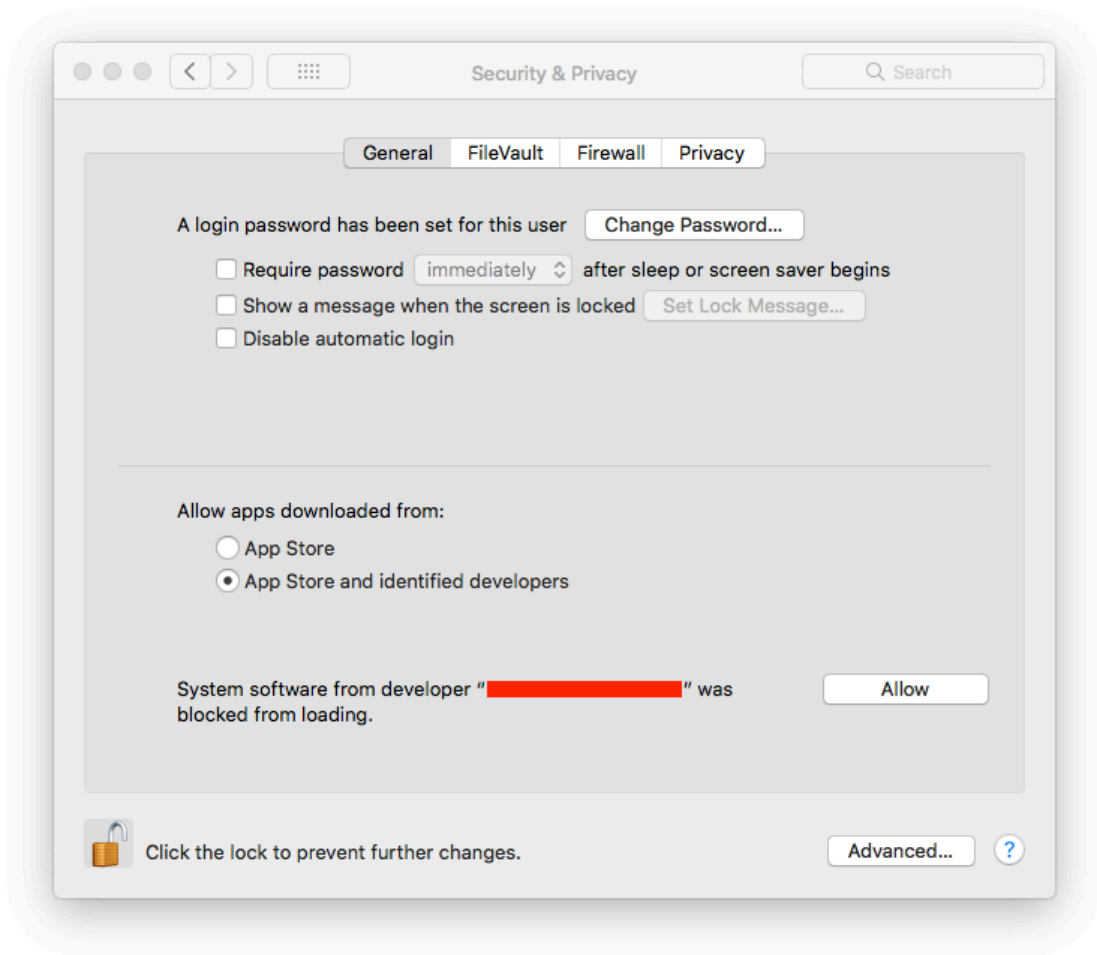 Security & Privacy
Search
General FileVault Firewall Privacy
A login password has been set for this user Change Password...
Require password immediately after sleep or screen saver begins
Show a message when the screen is locked Set Lock Message...
Disable automatic login
Allow apps downloaded from:
App Store
App Store and identified developers
System software from developer “ ” was
blocked from loading.
Allow
Click the lock to prevent further changes.
Advanced...
?